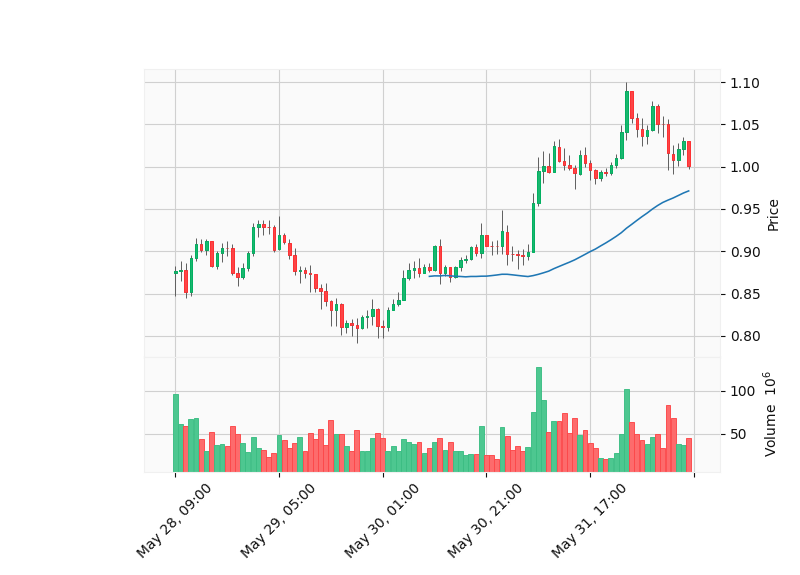 1.10
1.05
1.00
0.95
0.90
0.85
0.80
Price
100
50
Volume 10^6
May 28, 09:00
May 29, 05:00
May 30, 01:00
May 30, 21:00
May 31, 17:00